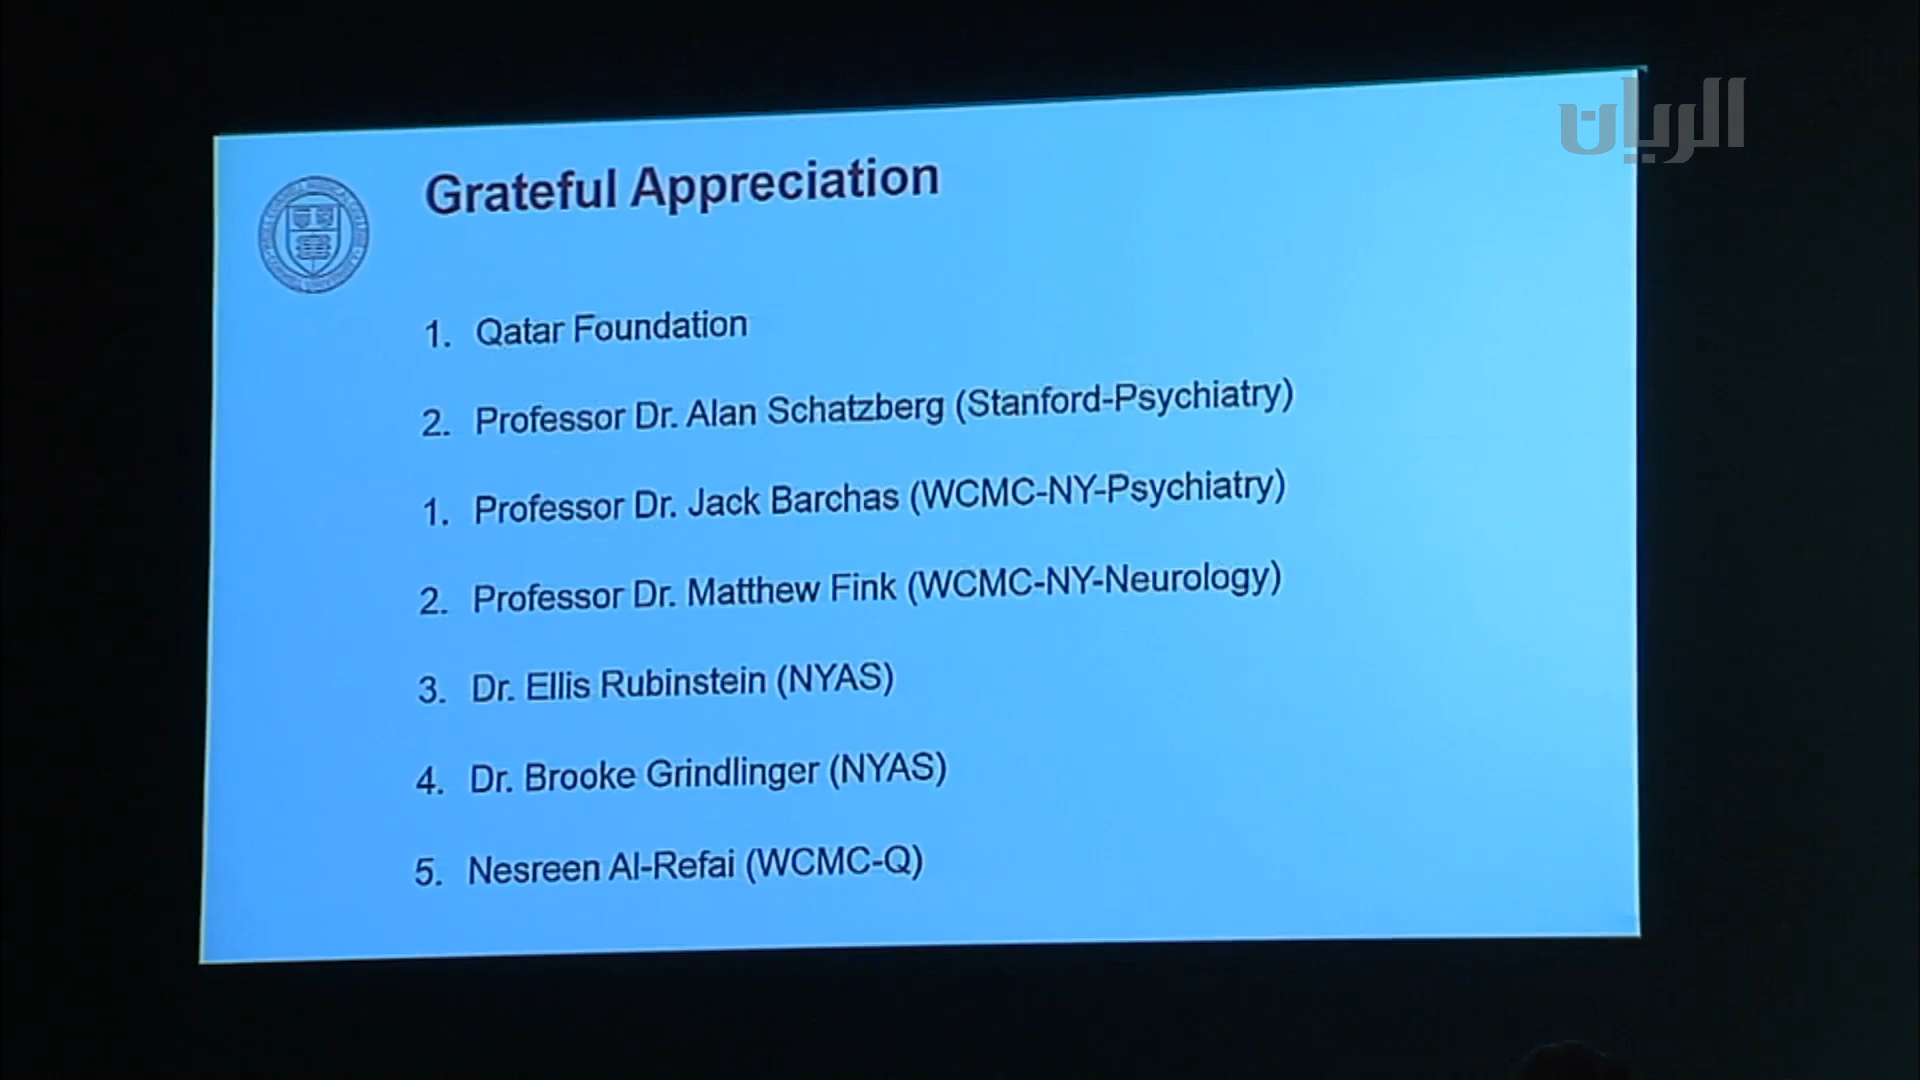 الريان
Grateful Appreciation
1. Qatar Foundation
2. Professor Dr. Alan Schatzberg (Stanford-Psychiatry)
1. Professor Dr. Jack Barchas (WCMC-NY-Psychiatry)
2. Professor Dr. Matthew Fink (WCMC-NY-Neurology)
3. Dr. Ellis Rubinstein (NYAS)
4. Dr. Brooke Grindlinger (NYAS)
5. Nesreen Al-Refai (WCMC-Q)